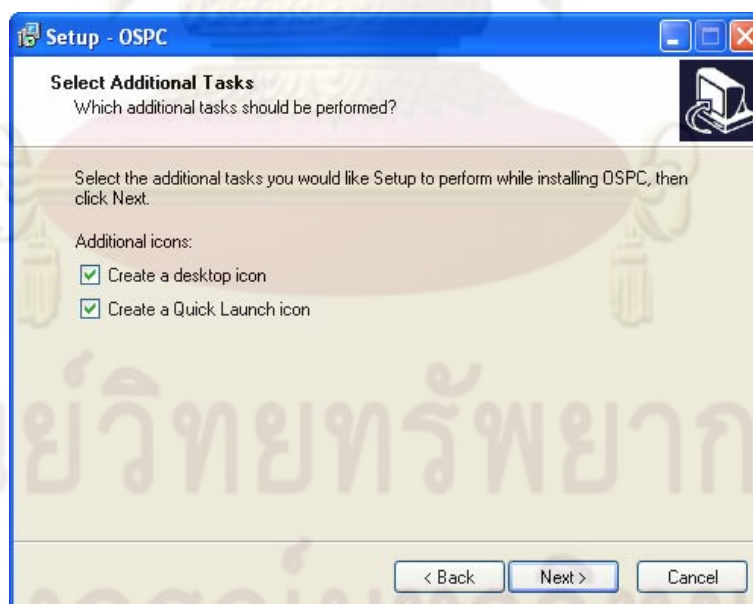 Setup - OSPC
Select Additional Tasks
Which additional tasks should be performed?
Select the additional tasks you would like Setup to perform while installing OSPC, then
click Next.
Additional icons:
Create a desktop icon
Create a Quick Launch icon
วิทยทรัพยาก
< Back
Next >
Cancel